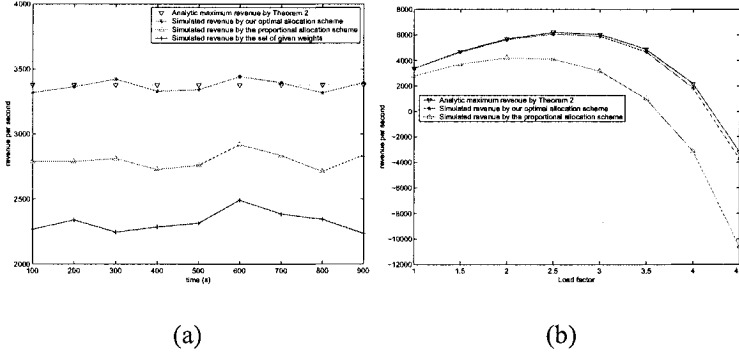 4000
3500
3000
2500
2000
revenue per second
Analytic maximum revenue by Theorem 2
Simulated revenue by our optimal allocation scheme
Simulated revenue by the proportional allocation scheme
Simulated revenue by the set of given weights
100 200 300 400 500 600 700 800 900
time (s)
(a)
8000
6000
4000
2000
0
−2000
−4000
−6000
−8000
−10000
−12000
revenue per second
Analytic maximum revenue by Theorem 2
Simulated revenue by our optimal allocation scheme
Simulated revenue by the proportional allocation scheme
1 1.5 2 2.5 3 3.5 4
Load factor
(b)